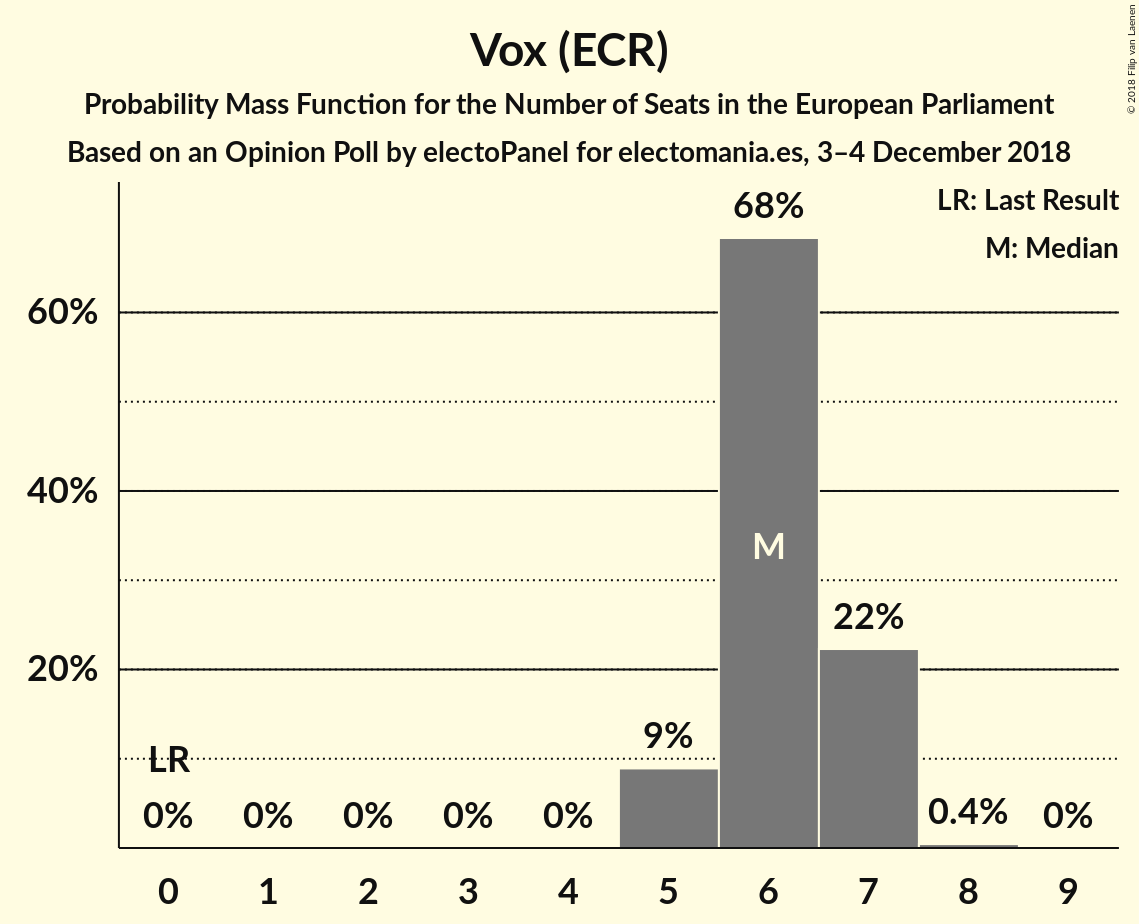 Vox (ECR)
Probability Mass Function for the Number of Seats in the European Parliament
Based on an Opinion Poll by electoPanel for electomania.es, 3–4 December 2018
© 2018 Filip van Laenen
LR: Last Result
M: Median
68%
60%
40%
M
22%
20%
9%
LR
0% 0% 0% 0% 0% 0.4% 0%
0 1 2 3 4 5 6 7 8 9